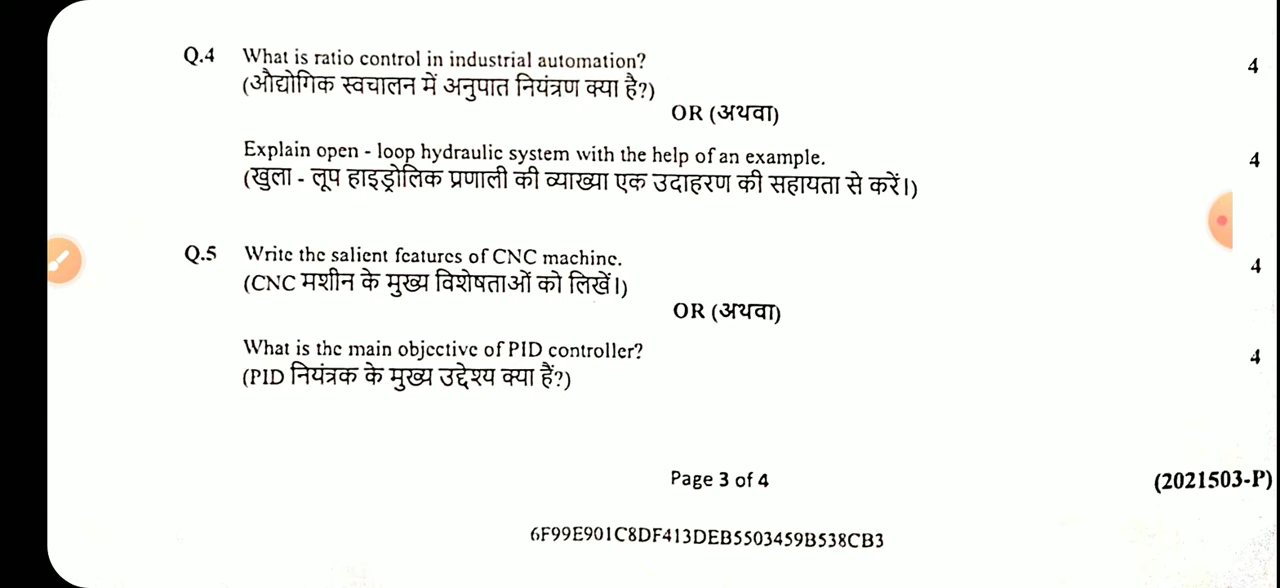 Q.4 What is ratio control in industrial automation? 4
(औद्योगिक स्वचालन में अनुपात नियंत्रण क्या है?)
OR (अथवा)
Explain open - loop hydraulic system with the help of an example. 4
(खुला - लूप हाइड्रोलिक प्रणाली की व्याख्या एक उदाहरण की सहायता से करें।)
Q.5 Write the salient features of CNC machine. 4
(CNC मशीन के मुख्य विशेषताओं को लिखें।)
OR (अथवा)
What is the main objective of PID controller? 4
(PID नियंत्रक के मुख्य उद्देश्य क्या हैं?)
Page 3 of 4
(2021503-P)
6F99E901C8DF413DEB5503459B538CB3